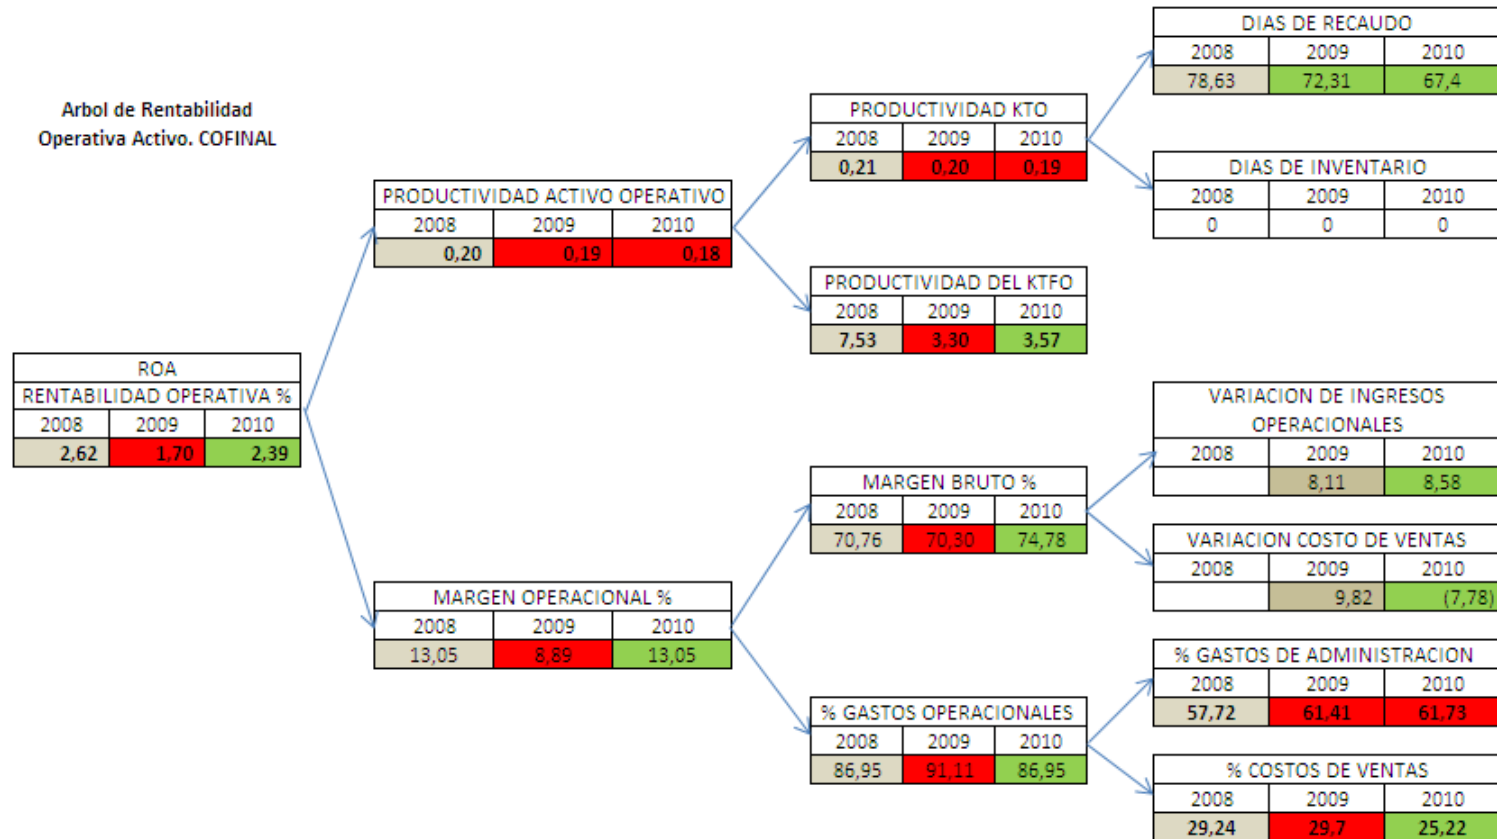 Arbol de Rentabilidad
Operativa Activo. COFINAL
ROA
RENTABILIDAD OPERATIVA %
2008 2009 2010
2,62 1,70 2,39
PRODUCTIVIDAD ACTIVO OPERATIVO
2008 2009 2010
0,20 0,19 0,18
MARGEN OPERACIONAL %
2008 2009 2010
13,05 8,89 13,05
PRODUCTIVIDAD KTO
2008 2009 2010
0,21 0,20 0,19
PRODUCTIVIDAD DEL KTFO
2008 2009 2010
7,53 3,30 3,57
MARGEN BRUTO %
2008 2009 2010
70,76 70,30 74,78
% GASTOS OPERACIONALES
2008 2009 2010
86,95 91,11 86,95
DIAS DE RECAUDO
2008 2009 2010
78,63 72,31 67,4
DIAS DE INVENTARIO
2008 2009 2010
0 0 0
VARIACION DE INGRESOS
OPERACIONALES
2008 2009 2010
8,11 8,58
VARIACION COSTO DE VENTAS
2008 2009 2010
9,82 (7,78)
% GASTOS DE ADMINISTRACION
2008 2009 2010
57,72 61,41 61,73
% COSTOS DE VENTAS
2008 2009 2010
29,24 29,7 25,22